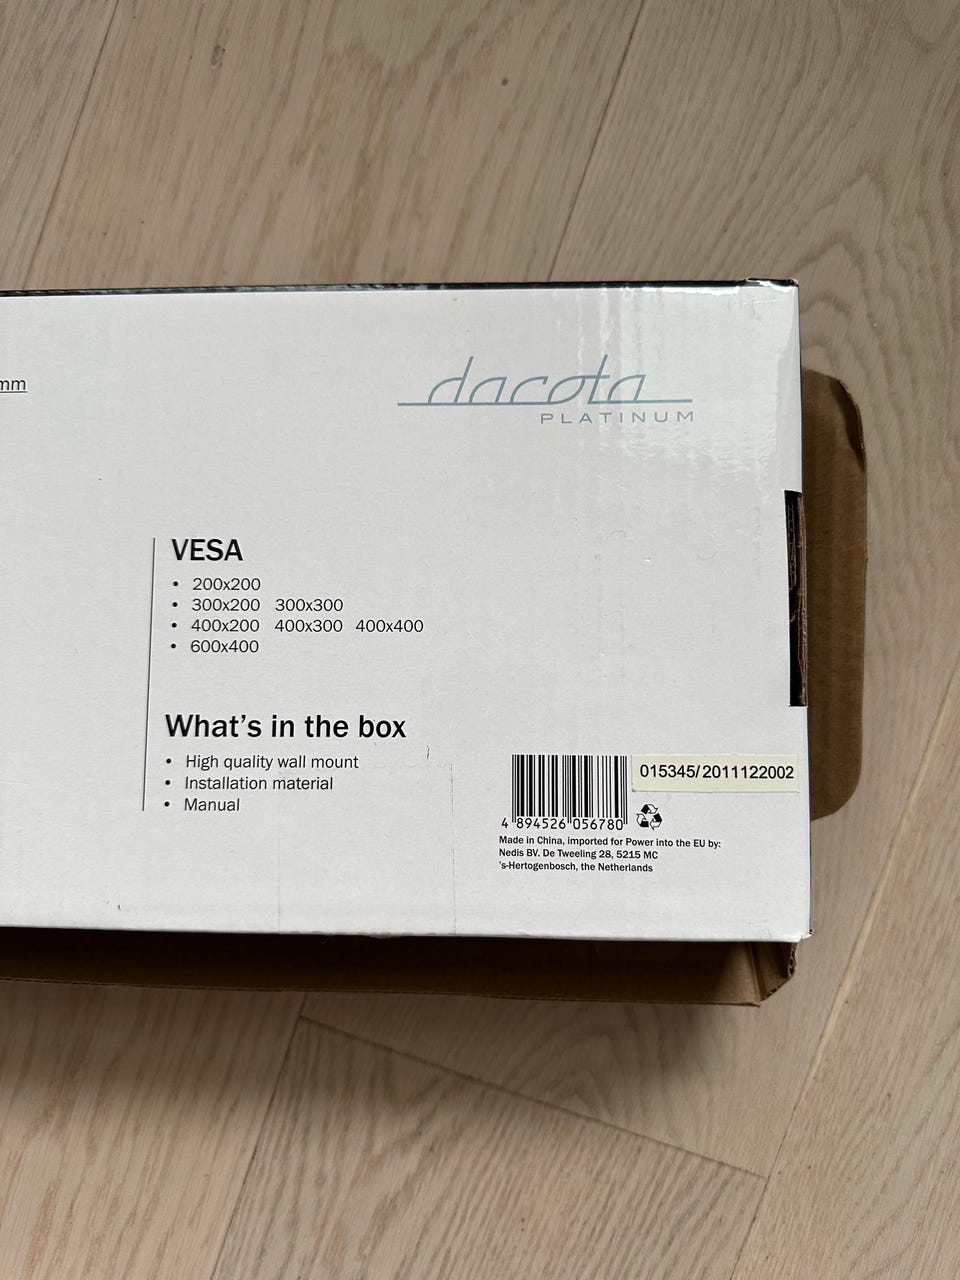 mm
dacota
PLATINUM
VESA
• 200x200
• 300x200 300x300
• 400x200 400x300 400x400
• 600x400
What's in the box
• High quality wall mount
• Installation material
• Manual
015345/2011122002
4 894526 056780
Made in China, imported for Power into the EU by:
Nedis BV. De Tweeling 28, 5215 MC
's-Hertogenbosch, the Netherlands